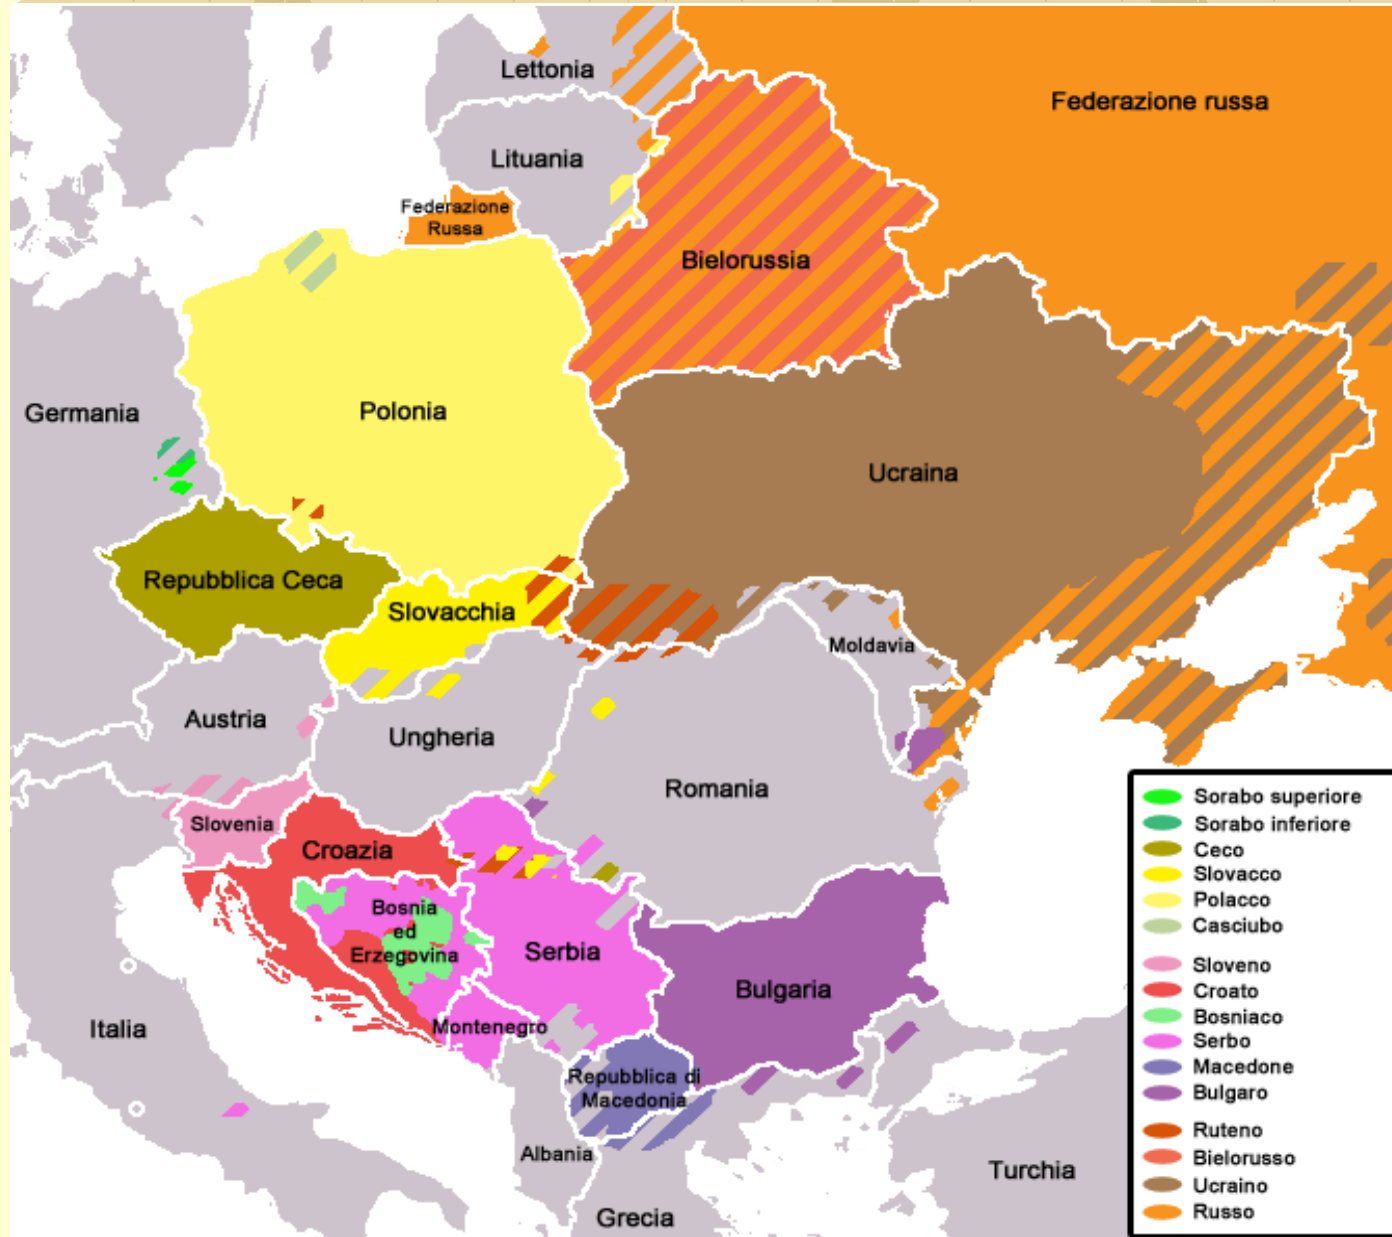 Lettonia
Federazione russa
Lituania
Federazione
Russa
Bielorussia
Germania
Polonia
Ucraina
Repubblica Ceca
Slovacchia
Moldavia
Austria
Ungheria
Romania
Slovenia
Croazia
Bosnia
ed
Erzegovina
Serbia
Bulgaria
Italia
Montenegro
Repubblica di
Macedonia
Albania
Grecia
Turchia
Sorabo superiore
Sorabo inferiore
Ceco
Slovacco
Polacco
Casciubo
Sloveno
Croato
Bosniaco
Serbo
Macedone
Bulgaro
Ruteno
Bielorusso
Ucraino
Russo